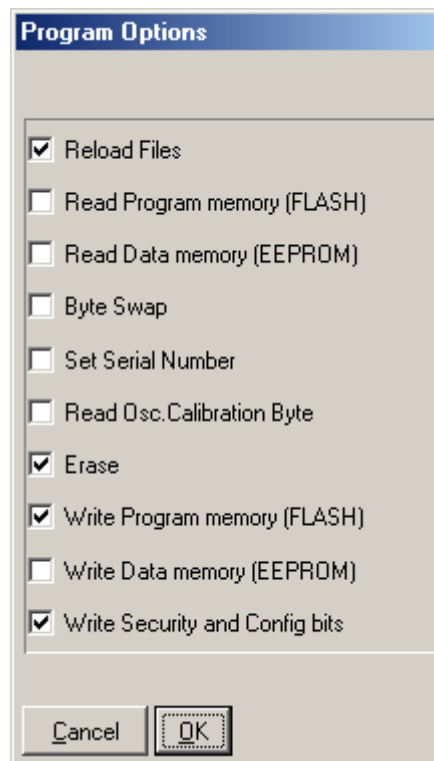 Program Options
Reload Files
Read Program memory (FLASH)
Read Data memory (EEPROM)
Byte Swap
Set Serial Number
Read Osc.Calibration Byte
Erase
Write Program memory (FLASH)
Write Data memory (EEPROM)
Write Security and Config bits
Cancel OK